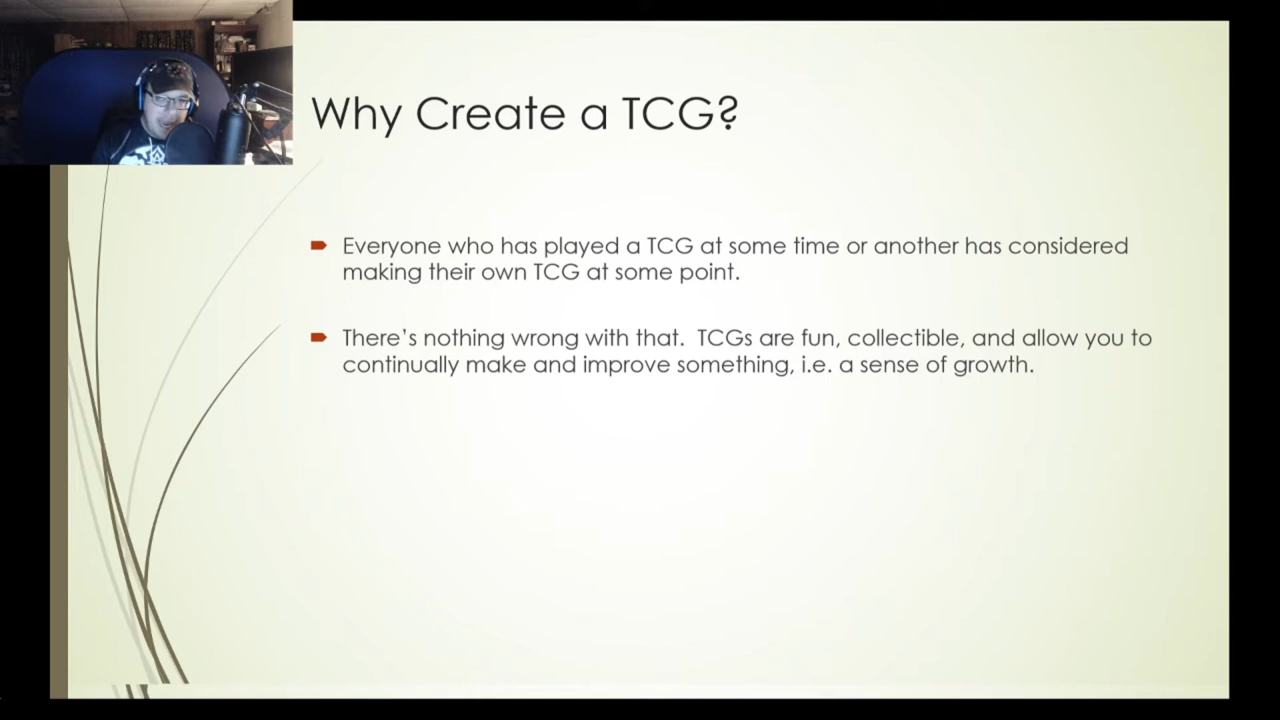 Why Create a TCG?
Everyone who has played a TCG at some time or another has considered
making their own TCG at some point.
There’s nothing wrong with that.  TCGs are fun, collectible, and allow you to
continually make and improve something, i.e. a sense of growth.